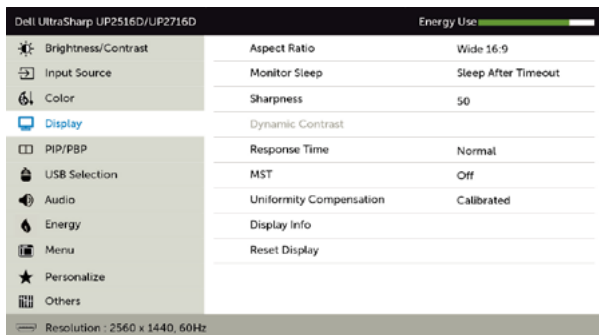 Dell UltraSharp UP2516D/UP2716D Energy Use
Brightness/Contrast Aspect Ratio Wide 16:9
Input Source Monitor Sleep Sleep After Timeout
Color Sharpness 50
Display Dynamic Contrast
PIP/PBP Response Time Normal
USB Selection MST Off
Audio Uniformity Compensation Calibrated
Energy Display Info
Menu Reset Display
Personalize
Others
Resolution : 2560 x 1440, 60Hz